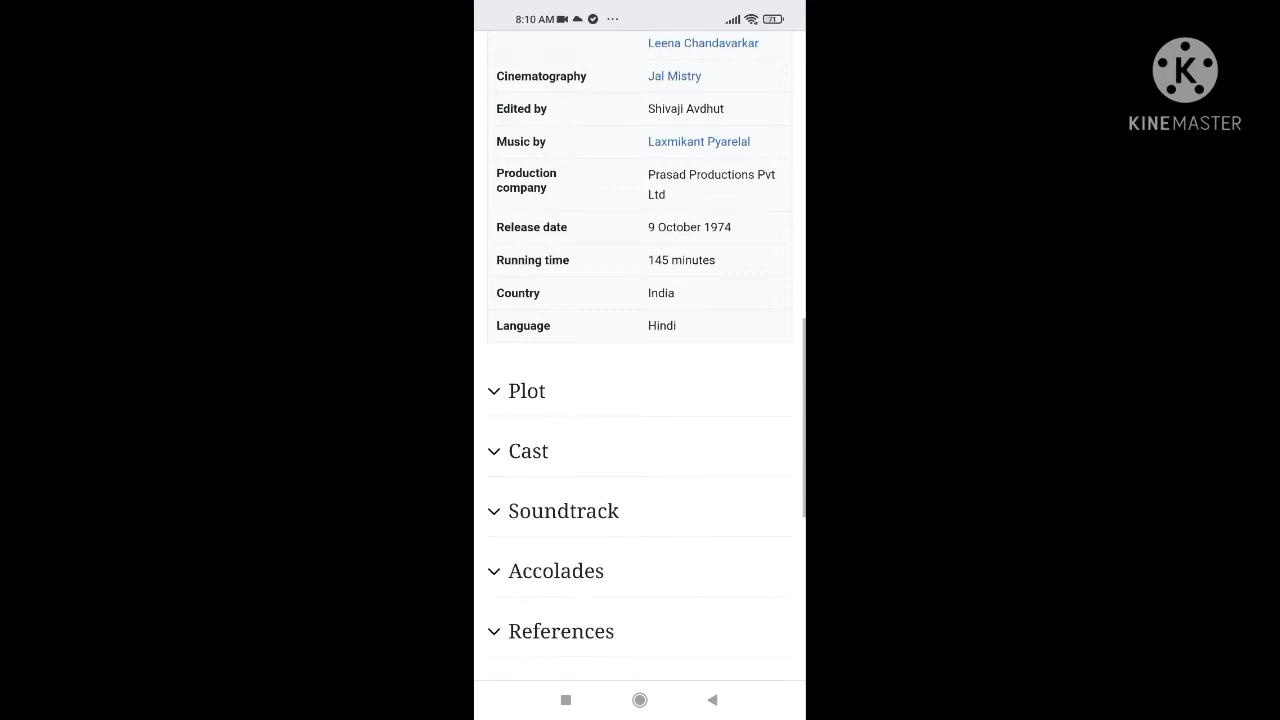 8:10 AM ··· 71
Leena Chandavarkar
Cinematography Jal Mistry
Edited by Shivaji Avdhut
Music by Laxmikant Pyarelal
Production company Prasad Productions Pvt Ltd
Release date 9 October 1974
Running time 145 minutes
Country India
Language Hindi
Plot
Cast
Soundtrack
Accolades
References
K
KINEMASTER